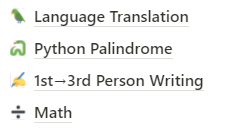 Language Translation
Python Palindrome
1st→3rd Person Writing
Math